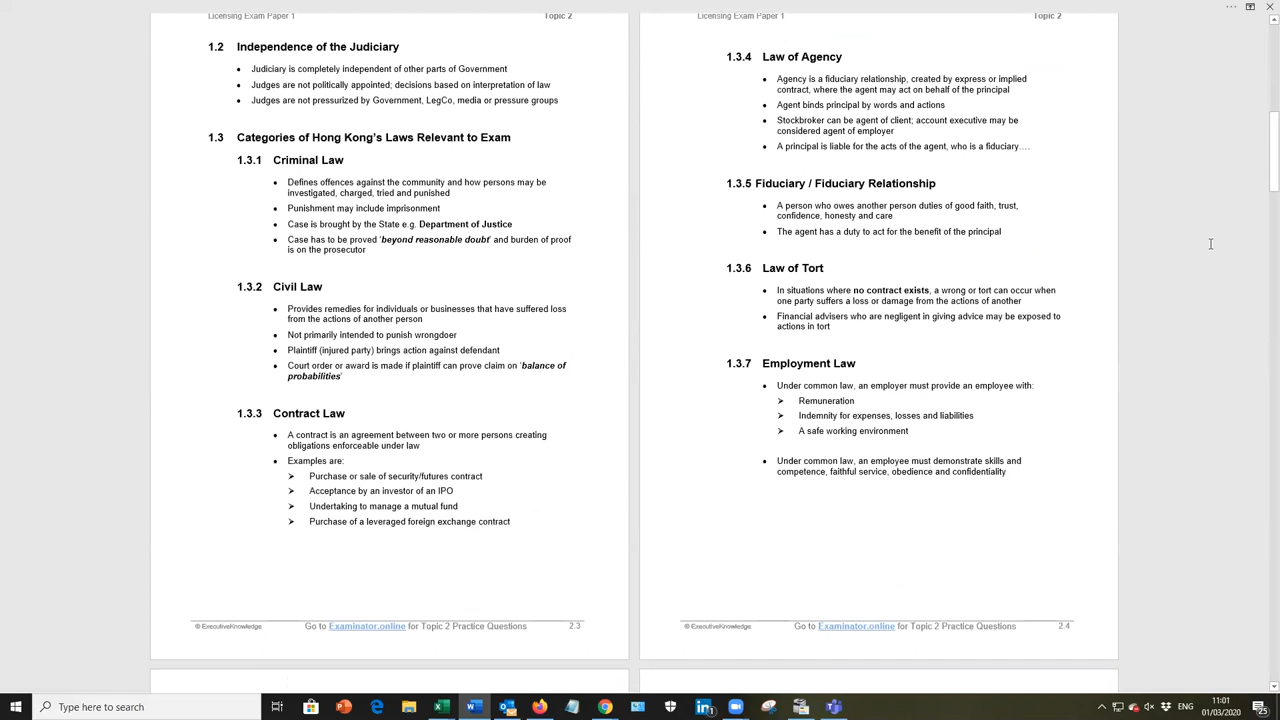 Licensing Exam Paper 1 Topic 2
1.2 Independence of the Judiciary
• Judiciary is completely independent of other parts of Government
• Judges are not politically appointed; decisions based on interpretation of law
• Judges are not pressurized by Government, LegCo, media or pressure groups
1.3 Categories of Hong Kong's Laws Relevant to Exam
1.3.1 Criminal Law
• Defines offences against the community and how persons may be
investigated, charged, tried and punished
• Punishment may include imprisonment
• Case is brought by the State e.g. Department of Justice
• Case has to be proved 'beyond reasonable doubt' and burden of proof
is on the prosecutor
1.3.2 Civil Law
• Provides remedies for individuals or businesses that have suffered loss
from the actions of another person
• Not primarily intended to punish wrongdoer
• Plaintiff (injured party) brings action against defendant
• Court order or award is made if plaintiff can prove claim on 'balance of
probabilities'
1.3.3 Contract Law
• A contract is an agreement between two or more persons creating
obligations enforceable under law
• Examples are:
➤ Purchase or sale of security/futures contract
➤ Acceptance by an investor of an IPO
➤ Undertaking to manage a mutual fund
➤ Purchase of a leveraged foreign exchange contract
© ExecutiveKnowledge Go to Examinator.online for Topic 2 Practice Questions 2.3
Licensing Exam Paper 1 Topic 2
1.3.4 Law of Agency
• Agency is a fiduciary relationship, created by express or implied
contract, where the agent may act on behalf of the principal
• Agent binds principal by words and actions
• Stockbroker can be agent of client; account executive may be
considered agent of employer
• A principal is liable for the acts of the agent, who is a fiduciary....
1.3.5 Fiduciary / Fiduciary Relationship
• A person who owes another person duties of good faith, trust,
confidence, honesty and care
• The agent has a duty to act for the benefit of the principal
1.3.6 Law of Tort
• In situations where no contract exists, a wrong or tort can occur when
one party suffers a loss or damage from the actions of another
• Financial advisers who are negligent in giving advice may be exposed to
actions in tort
1.3.7 Employment Law
• Under common law, an employer must provide an employee with:
➤ Remuneration
➤ Indemnity for expenses, losses and liabilities
➤ A safe working environment
• Under common law, an employee must demonstrate skills and
competence, faithful service, obedience and confidentiality
© ExecutiveKnowledge Go to Examinator.online for Topic 2 Practice Questions 2.4
Type here to search
ENG
11:01
01/03/2020